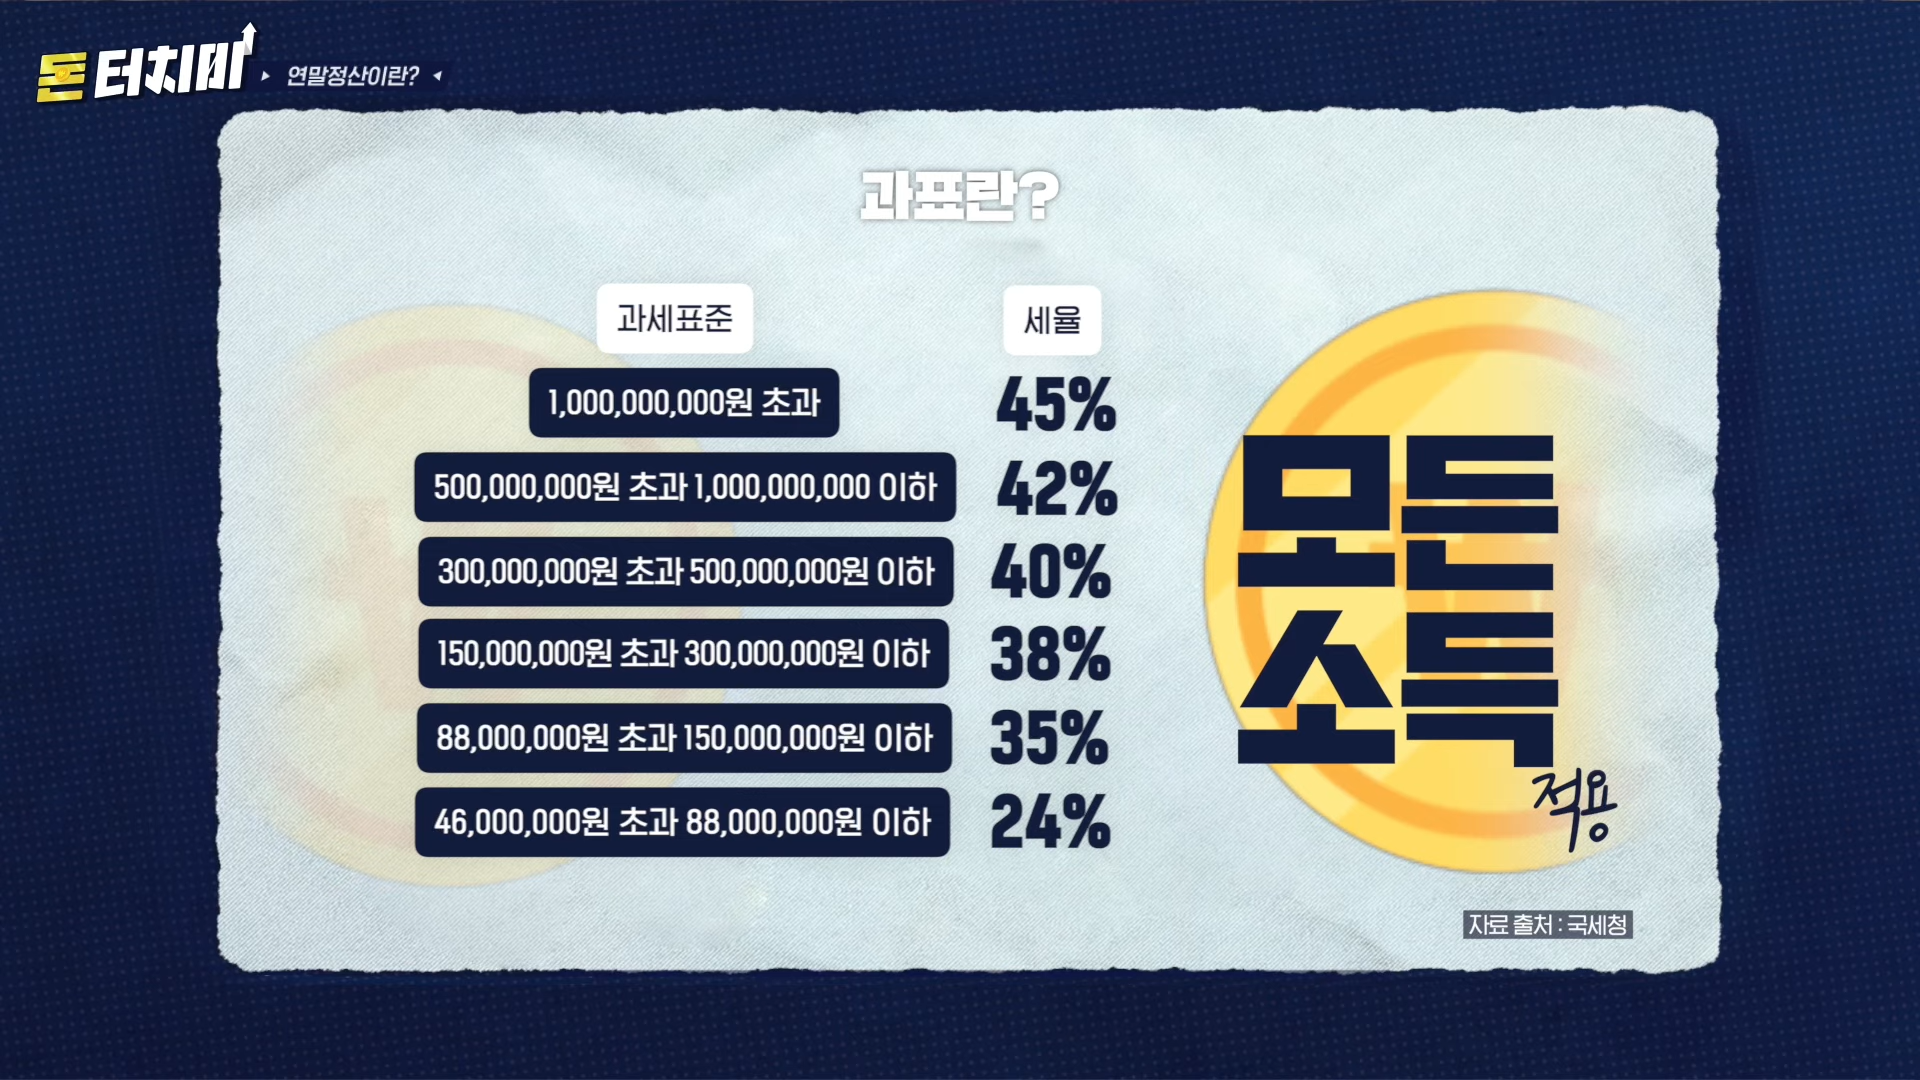 돈 터치미 연말정산이란?
과표란?
과세표준 세율
1,000,000,000원 초과 45%
500,000,000원 초과 1,000,000,000 이하 42%
300,000,000원 초과 500,000,000원 이하 40%
150,000,000원 초과 300,000,000원 이하 38%
88,000,000원 초과 150,000,000원 이하 35%
46,000,000원 초과 88,000,000원 이하 24%
모든
소득
적용
자료 출처 : 국세청